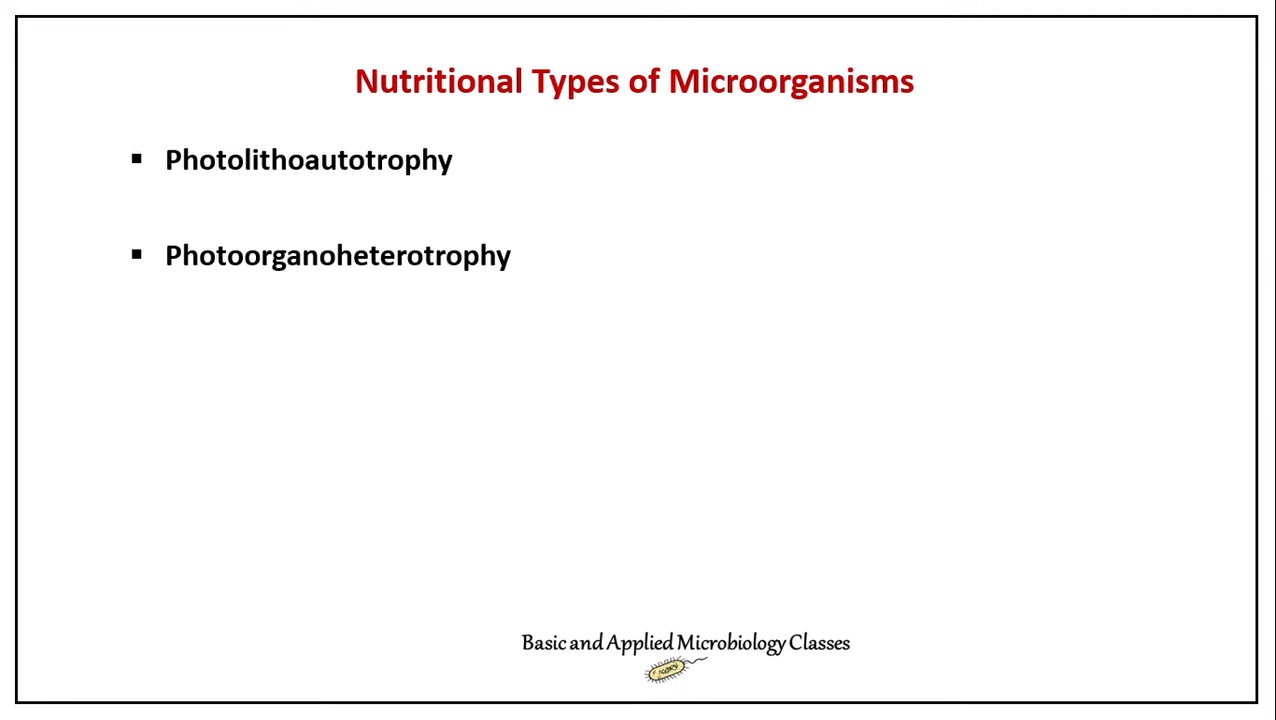 Nutritional Types of Microorganisms
▪ Photolithoautotrophy
▪ Photoorganoheterotrophy
Basic and Applied Microbiology Classes